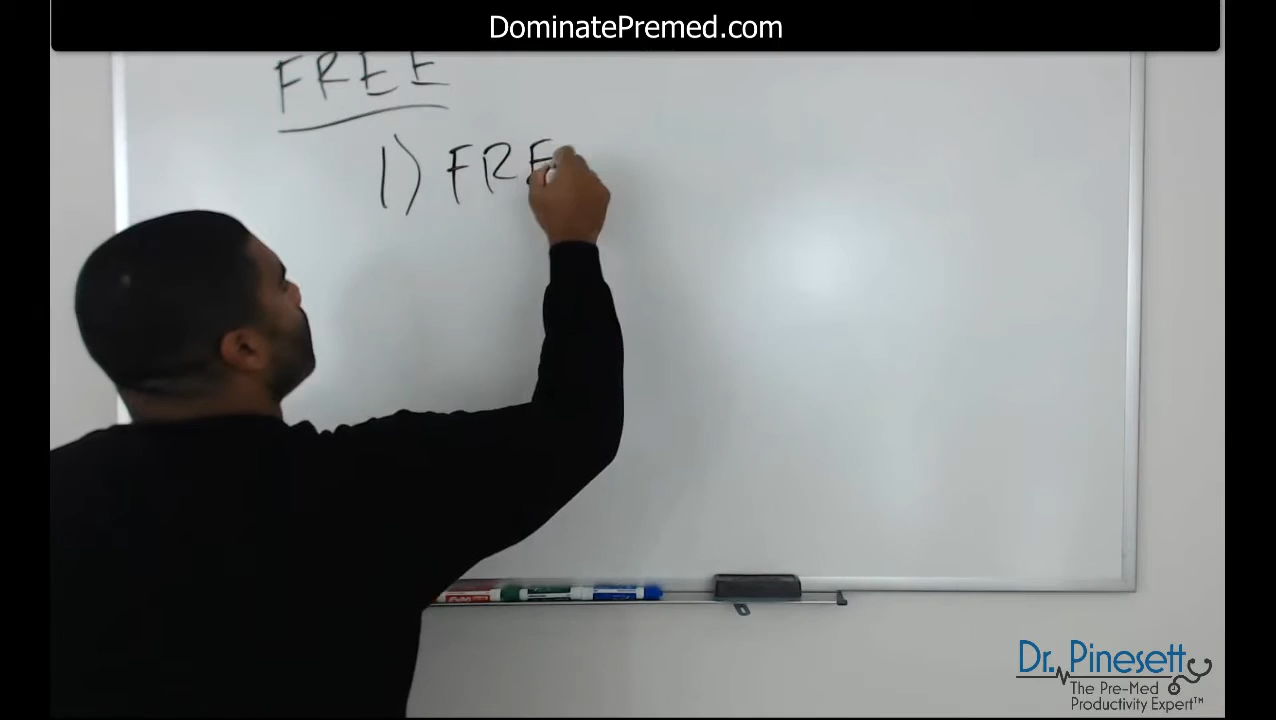 DominatePremed.com
FREE
1) FRE
Dr. Pinesett
The Pre-Med
Productivity Expert™